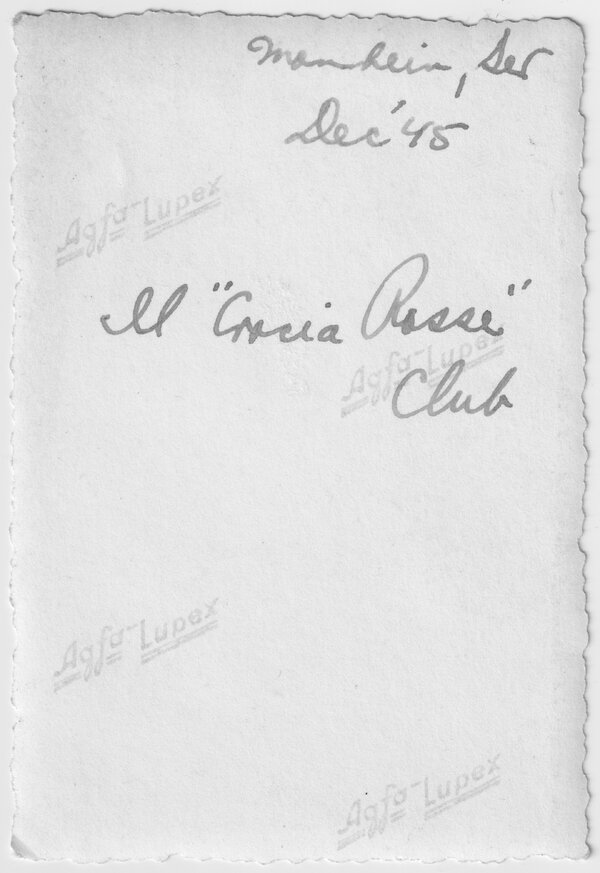 Mannheim, Ger
Dec '45
Agfa-Lupex
Il "Crocia Rosse"
Agfa-Lupex
Club
Agfa-Lupex
Agfa-Lupex